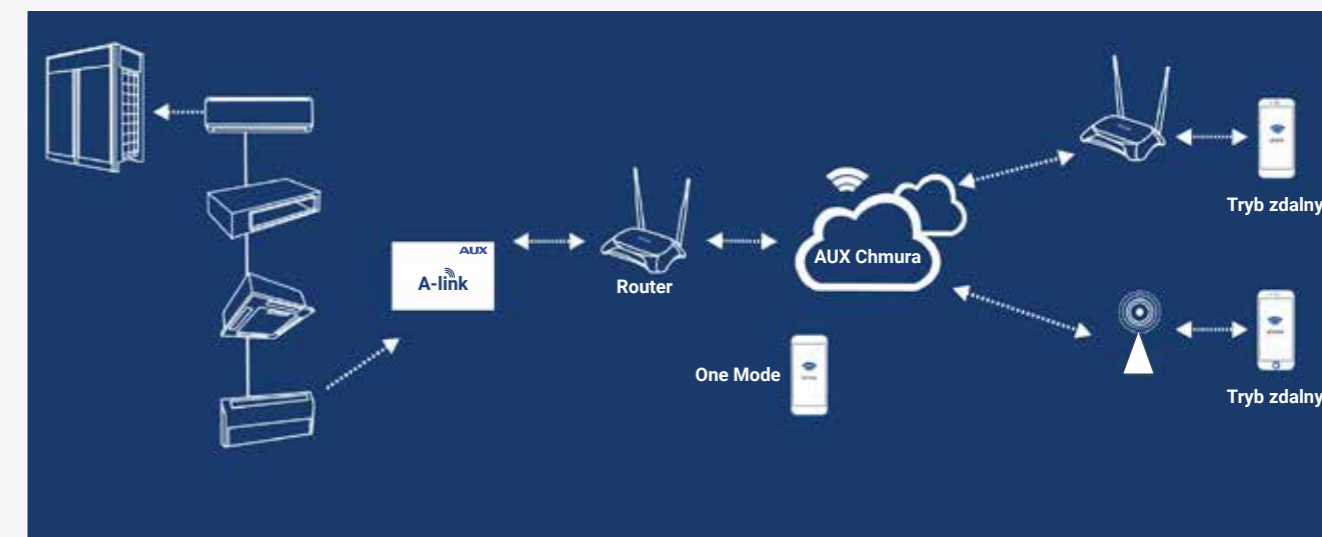 AUX
A-link
Router
AUX Chmura
One Mode
Tryb zdalny
Tryb zdalny